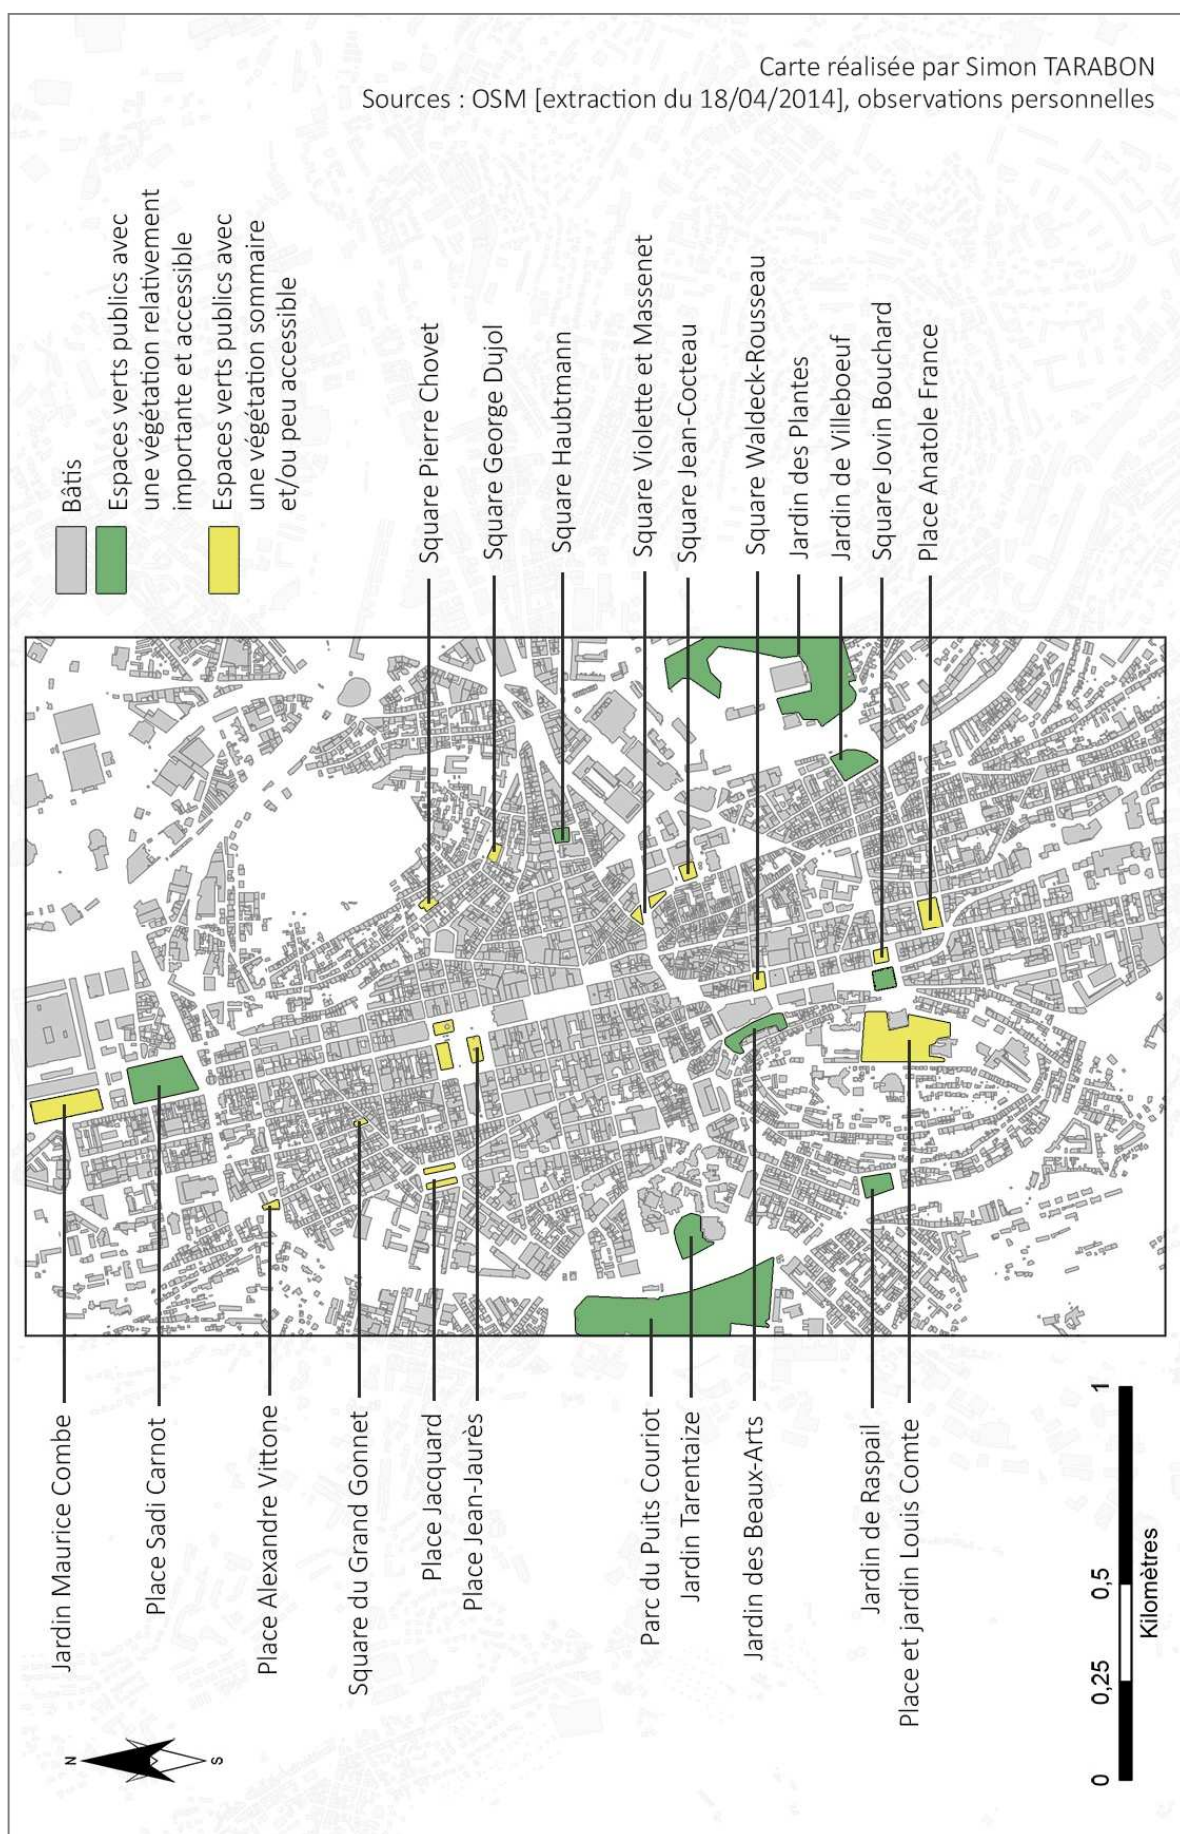 Carte réalisée par Simon TARABON
Sources : OSM [extraction du 18/04/2014], observations personnelles
Bâtis
Espaces verts publics avec
une végétation relativement
importante et accessible
Espaces verts publics avec
une végétation sommaire
et/ou peu accessible
Square Pierre Chovet
Square George Dujol
Square Haubtmann
Square Violette et Massenet
Square Jean-Cocteau
Square Waldeck-Rousseau
Jardin des Plantes
Jardin de Villeboeuf
Square Jovin Bouchard
Place Anatole France
Jardin Maurice Combe
Place Sadi Carnot
Place Alexandre Vittone
Square du Grand Gonnet
Place Jacquard
Place Jean-Jaurès
Parc du Puits Couriot
Jardin Tarentaize
Jardin des Beaux-Arts
Jardin de Raspail
Place et jardin Louis Comte
N
S
0 0,25 0,5 1
Kilomètres